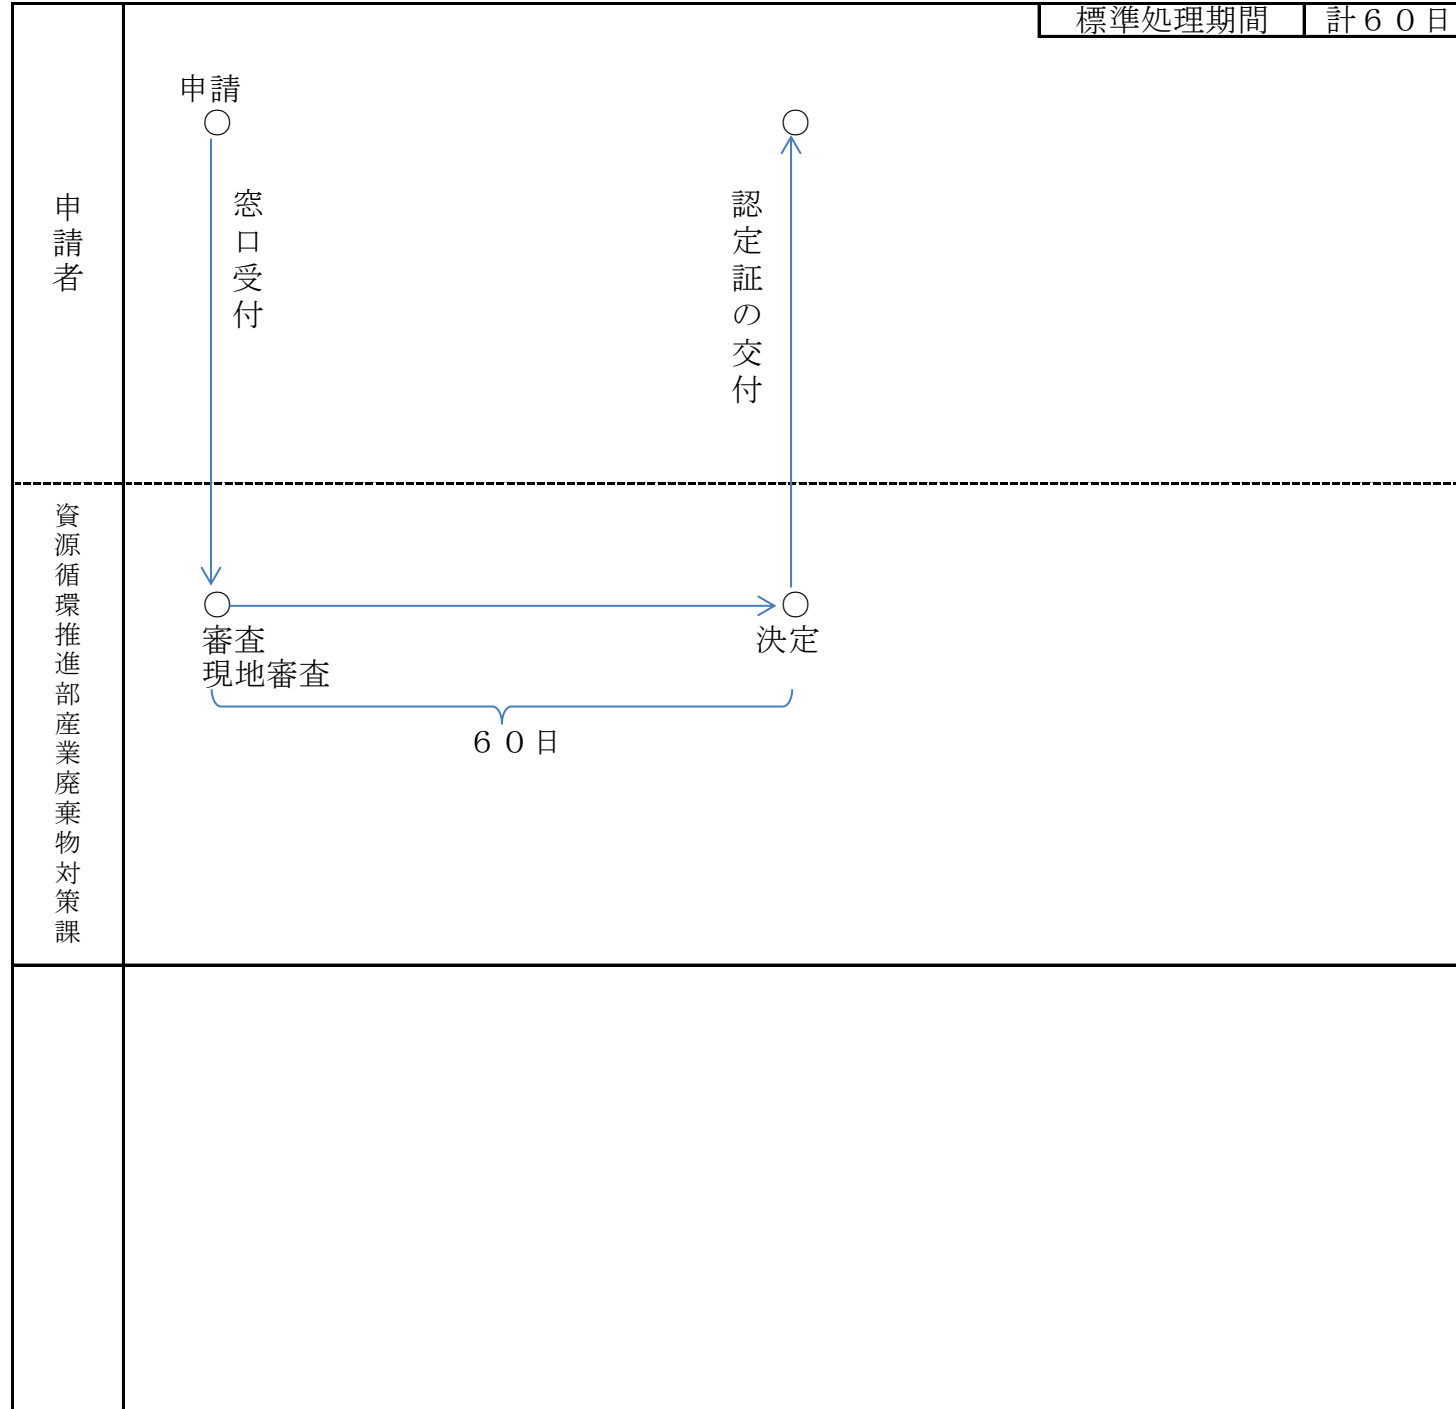 標準処理期間
計６０日
申請
申請者
窓口受付
認定証の交付
資源循環推進部産業廃棄物対策課
審査
現地審査
決定
６０日